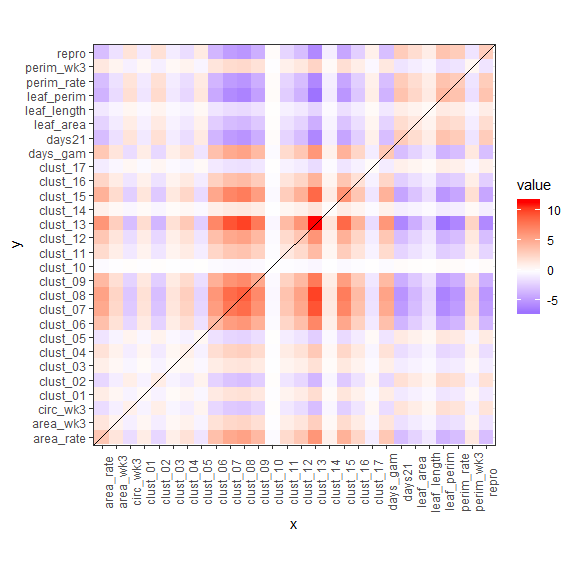 repro
perim_wk3
perim_rate
leaf_perim
leaf_length
leaf_area
days21
days_gam
clust_17
clust_16
clust_15
clust_14
clust_13
clust_12
clust_11
clust_10
clust_09
clust_08
clust_07
clust_06
clust_05
clust_04
clust_03
clust_02
clust_01
circ_wk3
area_wk3
area_rate
y
area_rate
area_wk3
circ_wk3
clust_01
clust_02
clust_03
clust_04
clust_05
clust_06
clust_07
clust_08
clust_09
clust_10
clust_11
clust_12
clust_13
clust_14
clust_15
clust_16
clust_17
days_gam
days21
leaf_area
leaf_length
leaf_perim
perim_rate
perim_wk3
repro
x
value
10
5
0
-5